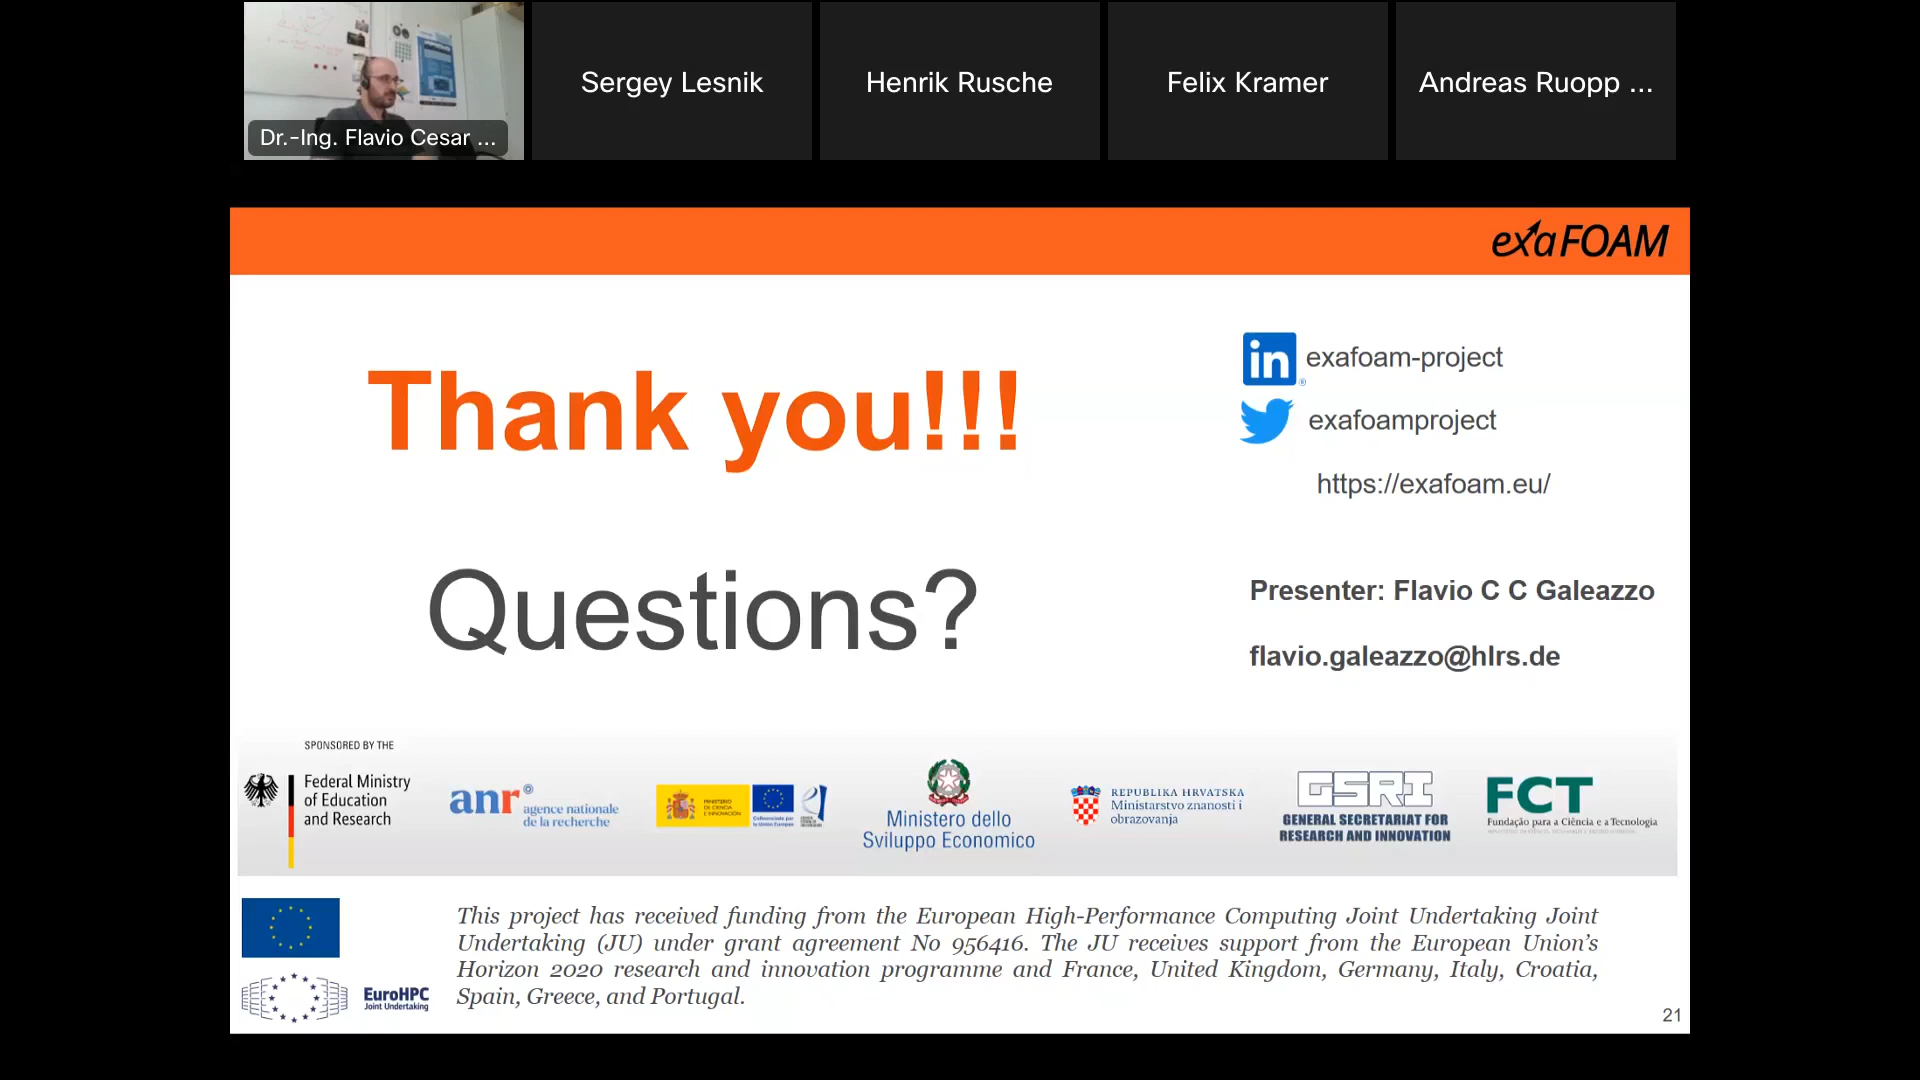 Dr.-Ing. Flavio Cesar ...
Sergey Lesnik
Henrik Rusche
Felix Kramer
Andreas Ruopp ...
exaFOAM
Thank you!!!
Questions?
in exafoam-project
exafoamproject
https://exafoam.eu/
Presenter: Flavio C C Galeazzo
flavio.galeazzo@hlrs.de
SPONSORED BY THE
Federal Ministry
of Education
and Research
anr
agence nationale
de la recherche
MINISTERIO
DE CIENCIA
E INNOVACIÓN
Cofinanciado por
la Unión Europea
Ministero dello
Sviluppo Economico
REPUBLIKA HRVATSKA
Ministarstvo znanosti i
obrazovanja
GSRI
GENERAL SECRETARIAT FOR
RESEARCH AND INNOVATION
FCT
Fundação para a Ciência e a Tecnologia
EuroHPC
Joint Undertaking
This project has received funding from the European High-Performance Computing Joint Undertaking Joint
Undertaking (JU) under grant agreement No 956416. The JU receives support from the European Union's
Horizon 2020 research and innovation programme and France, United Kingdom, Germany, Italy, Croatia,
Spain, Greece, and Portugal.
21